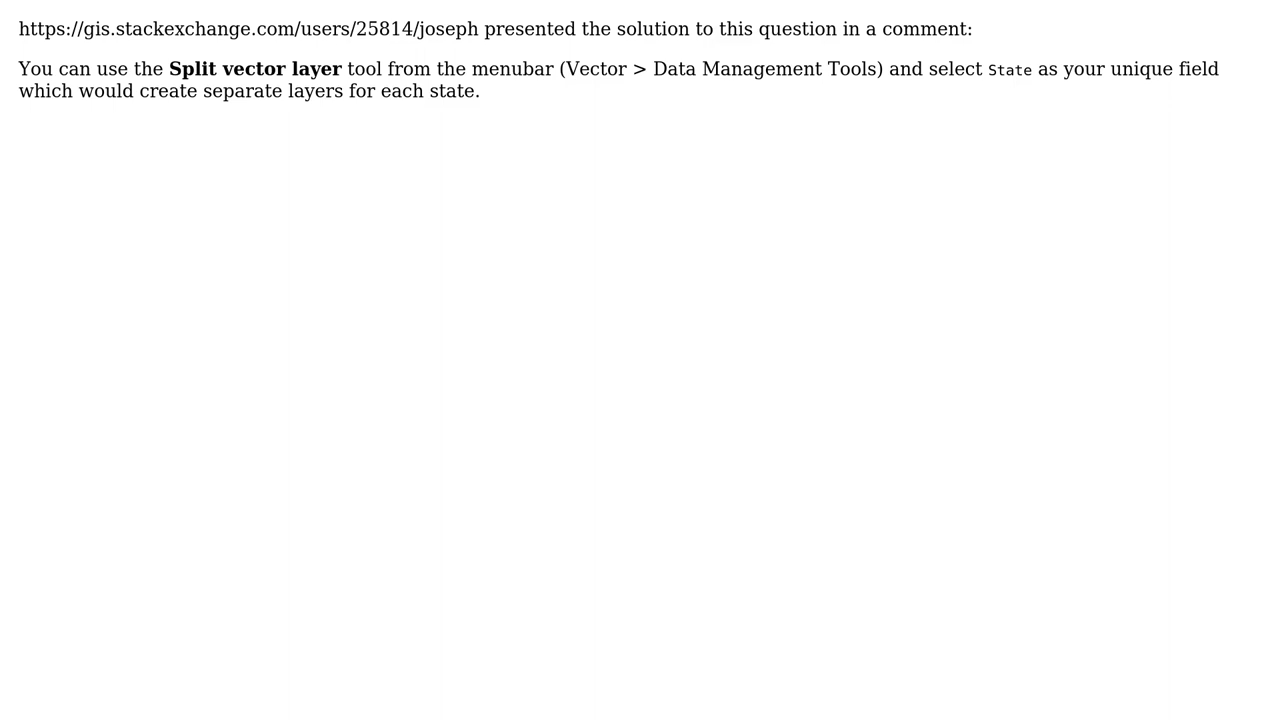 https://gis.stackexchange.com/users/25814/joseph presented the solution to this question in a comment:
You can use the Split vector layer tool from the menubar (Vector > Data Management Tools) and select State as your unique field
which would create separate layers for each state.